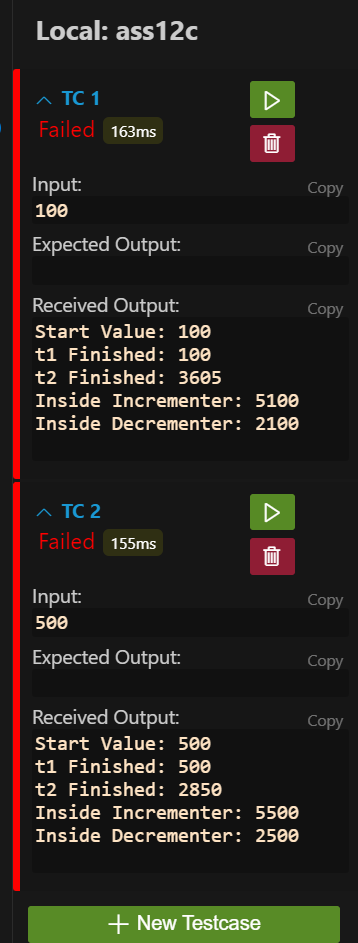 Local: ass12c
TC 1
Failed 163ms
Input:
Copy
100
Expected Output:
Copy
Received Output:
Copy
Start Value: 100
t1 Finished: 100
t2 Finished: 3605
Inside Incrementer: 5100
Inside Decrementer: 2100
TC 2
Failed 155ms
Input:
Copy
500
Expected Output:
Copy
Received Output:
Copy
Start Value: 500
t1 Finished: 500
t2 Finished: 2850
Inside Incrementer: 5500
Inside Decrementer: 2500
+ New Testcase